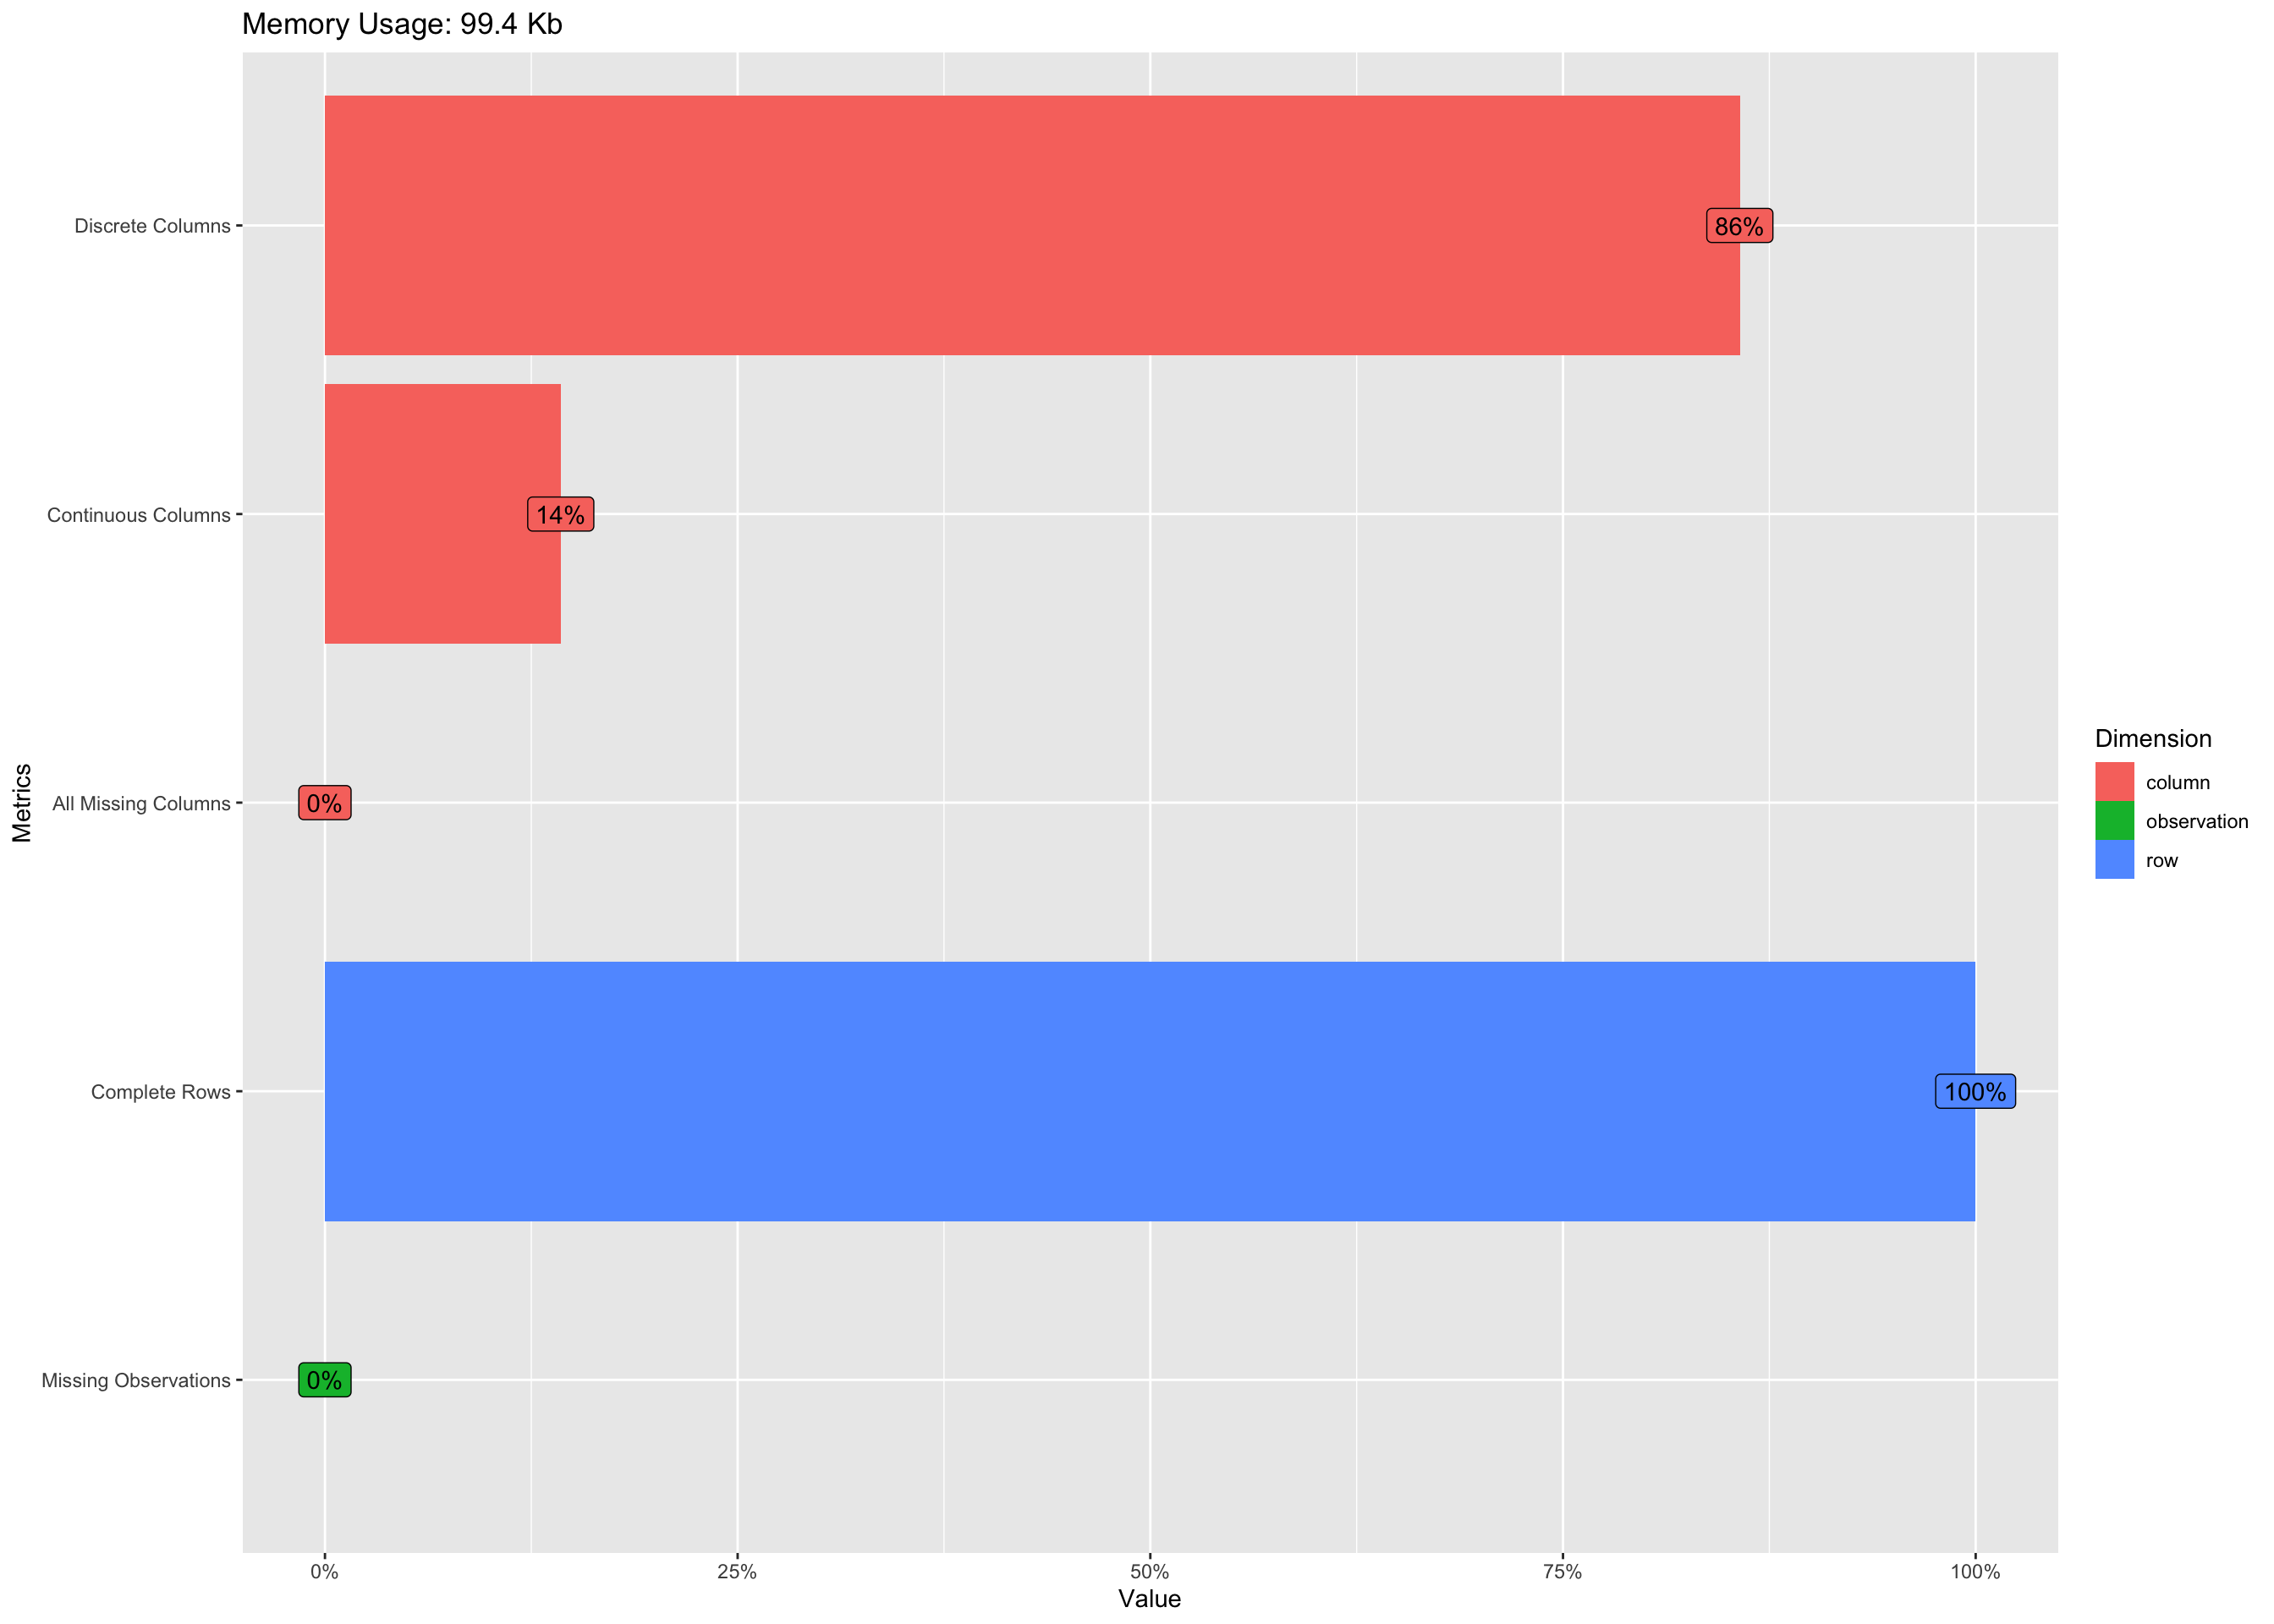 Memory Usage: 99.4 Kb
Discrete Columns
86%
Continuous Columns
14%
All Missing Columns
0%
Complete Rows
100%
Missing Observations
0%
Metrics
0%
25%
50%
75%
100%
Value
Dimension
column
observation
row